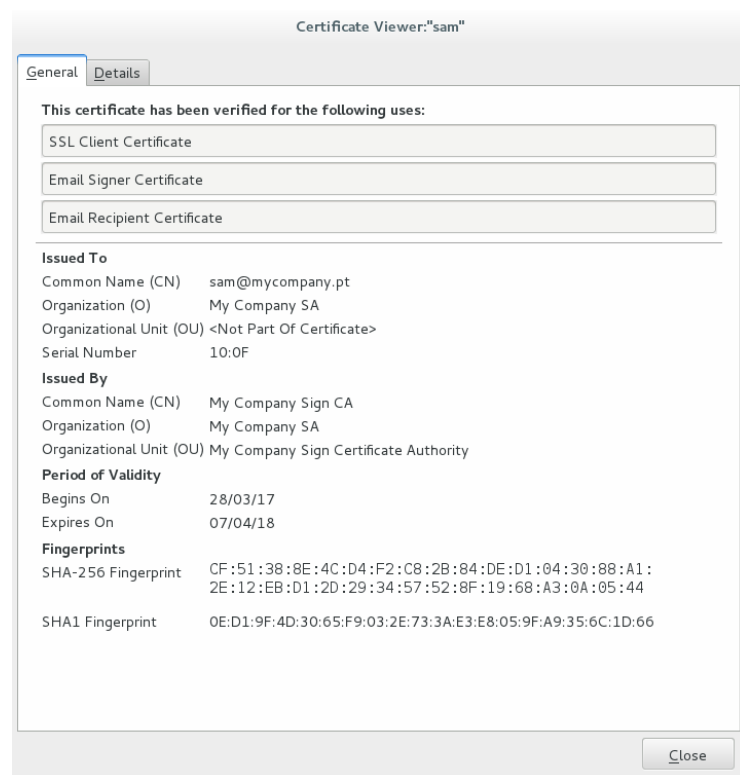 Certificate Viewer:"sam"
General Details
This certificate has been verified for the following uses:
SSL Client Certificate
Email Signer Certificate
Email Recipient Certificate
Issued To
Common Name (CN) sam@mycompany.pt
Organization (O) My Company SA
Organizational Unit (OU) <Not Part Of Certificate>
Serial Number 10:0F
Issued By
Common Name (CN) My Company Sign CA
Organization (O) My Company SA
Organizational Unit (OU) My Company Sign Certificate Authority
Period of Validity
Begins On 28/03/17
Expires On 07/04/18
Fingerprints
SHA-256 Fingerprint CF:51:38:8E:4C:D4:F2:C8:2B:84:DE:D1:04:30:88:A1:
2E:12:EB:D1:2D:29:34:57:52:8F:19:68:A3:0A:05:44
SHA1 Fingerprint 0E:D1:9F:4D:30:65:F9:03:2E:73:3A:E3:E8:05:9F:A9:35:6C:1D:66
Close